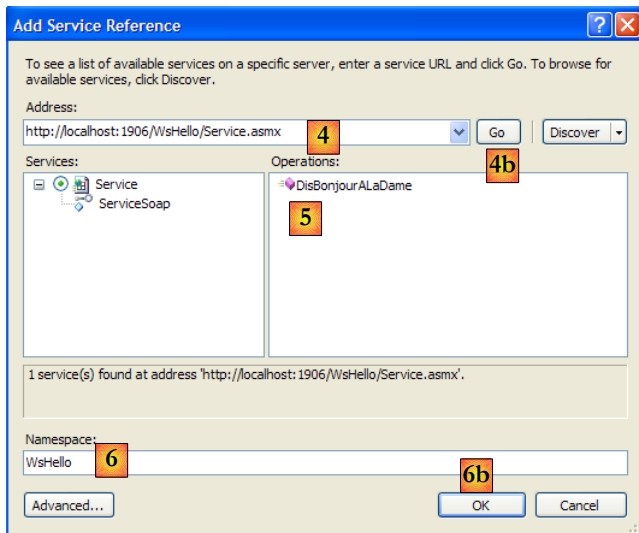 Add Service Reference
To see a list of available services on a specific server, enter a service URL and click Go. To browse for
available services, click Discover.
Address:
http://localhost:1906/WsHello/Service.asmx 4 Go Discover
4b
Services: Operations:
Service DisBonjourALaDame
ServiceSoap
5
1 service(s) found at address 'http://localhost:1906/WsHello/Service.asmx'.
Namespace:
WsHello 6
6b
Advanced... OK Cancel